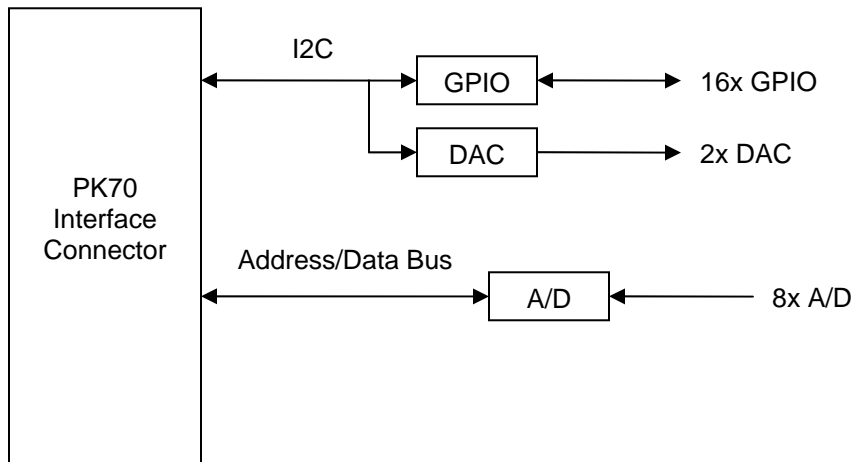 I2C
GPIO
16x GPIO
DAC
2x DAC
PK70
Interface
Connector
Address/Data Bus
A/D
8x A/D